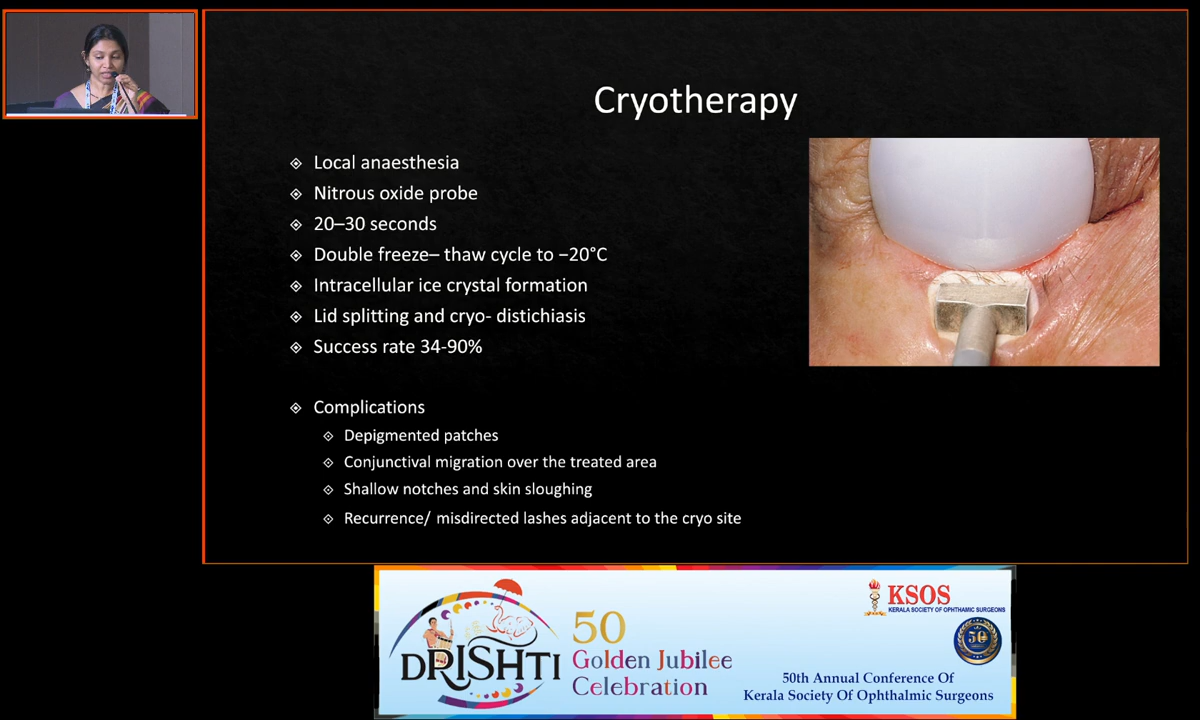 Cryotherapy
Local anaesthesia
Nitrous oxide probe
20–30 seconds
Double freeze– thaw cycle to –20°C
Intracellular ice crystal formation
Lid splitting and cryo- distichiasis
Success rate 34-90%
Complications
Depigmented patches
Conjunctival migration over the treated area
Shallow notches and skin sloughing
Recurrence/ misdirected lashes adjacent to the cryo site
DRISHTI
50
Golden Jubilee
Celebration
KSOS
KERALA SOCIETY OF OPHTHAMIC SURGEONS
50
50th Annual Conference Of
Kerala Society Of Ophthalmic Surgeons